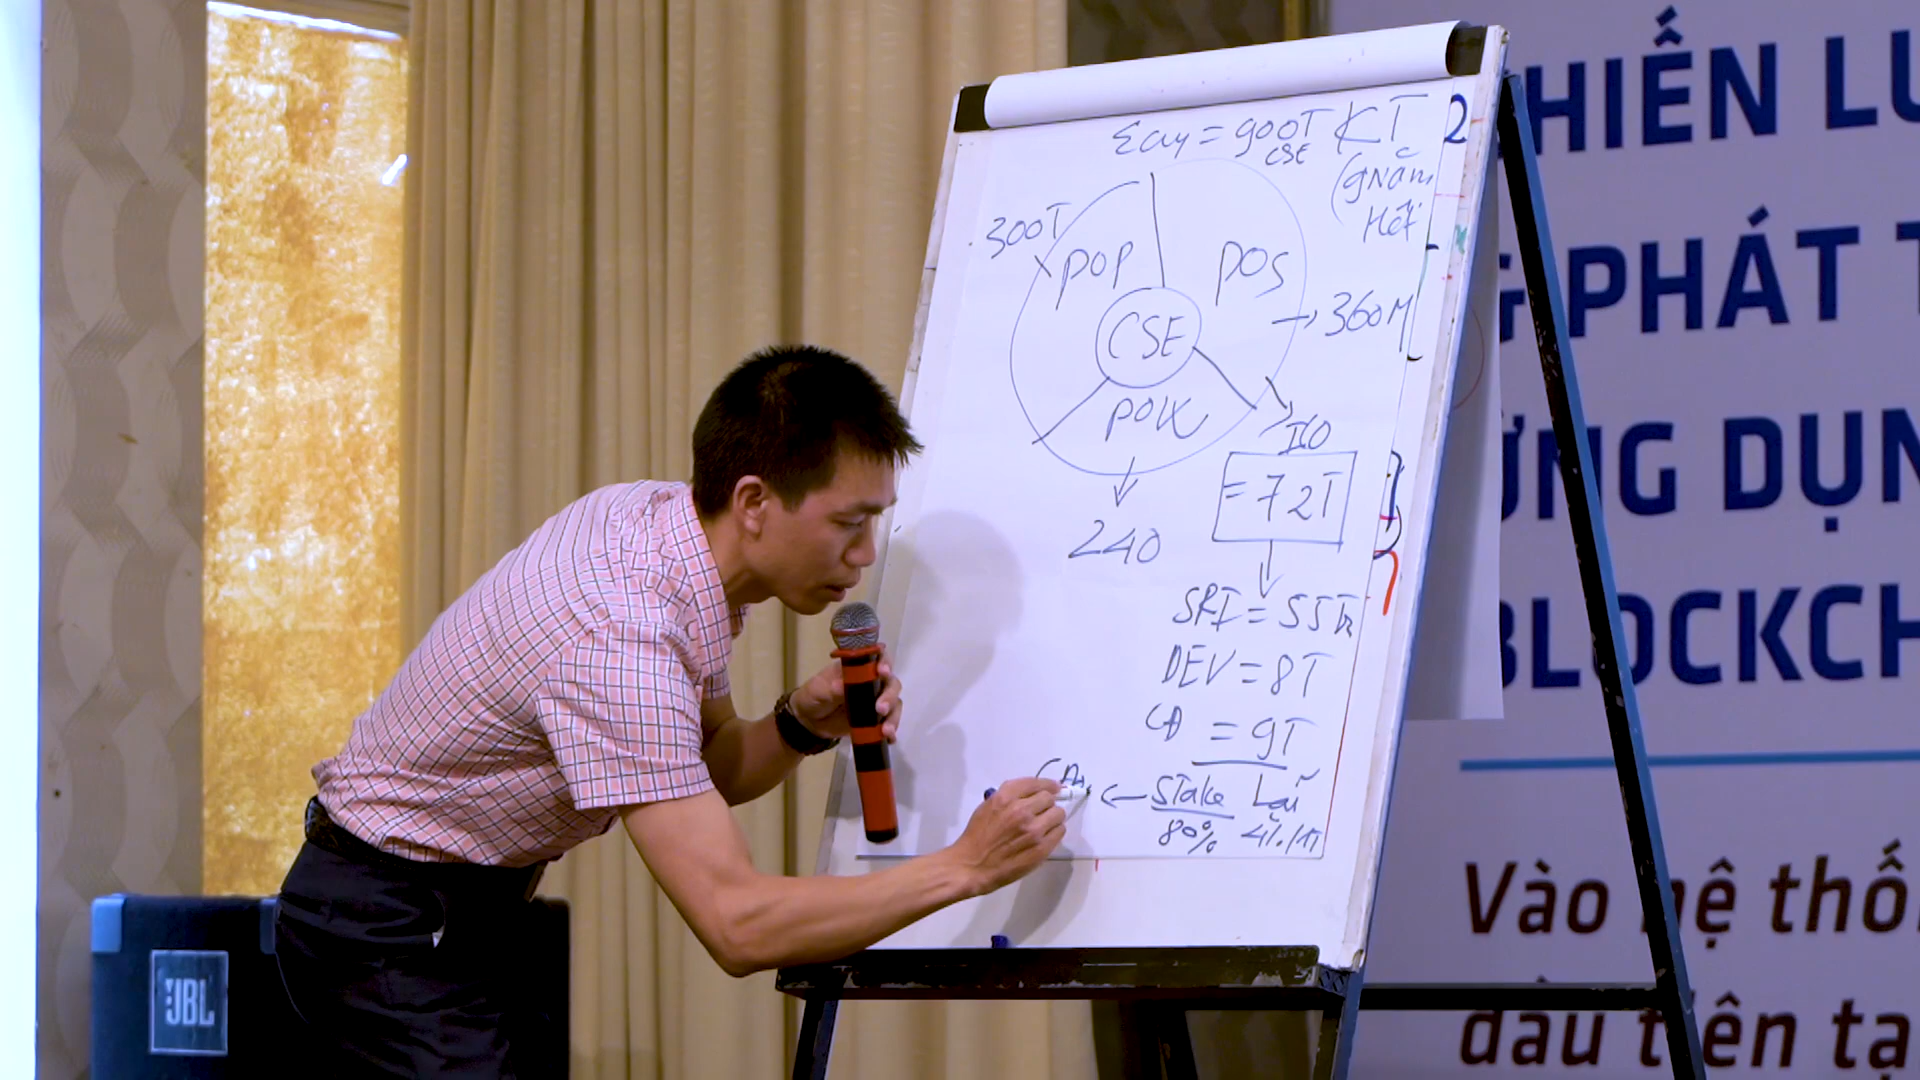 = 900T KT
CSE
(9 Năm
Hết
2
300T
POP
POS
CSE
→ 360M
POW
240
ICO
= 72T
SRI = 55Tr
DEV = 8T
CĐ = 9T
← Stake Lãi
80% 4%/
HIẾN LƯ
PHÁT T
ỨNG DỤN
BLOCKCH
Vào hệ thố
đầu tiên tạ
JBL